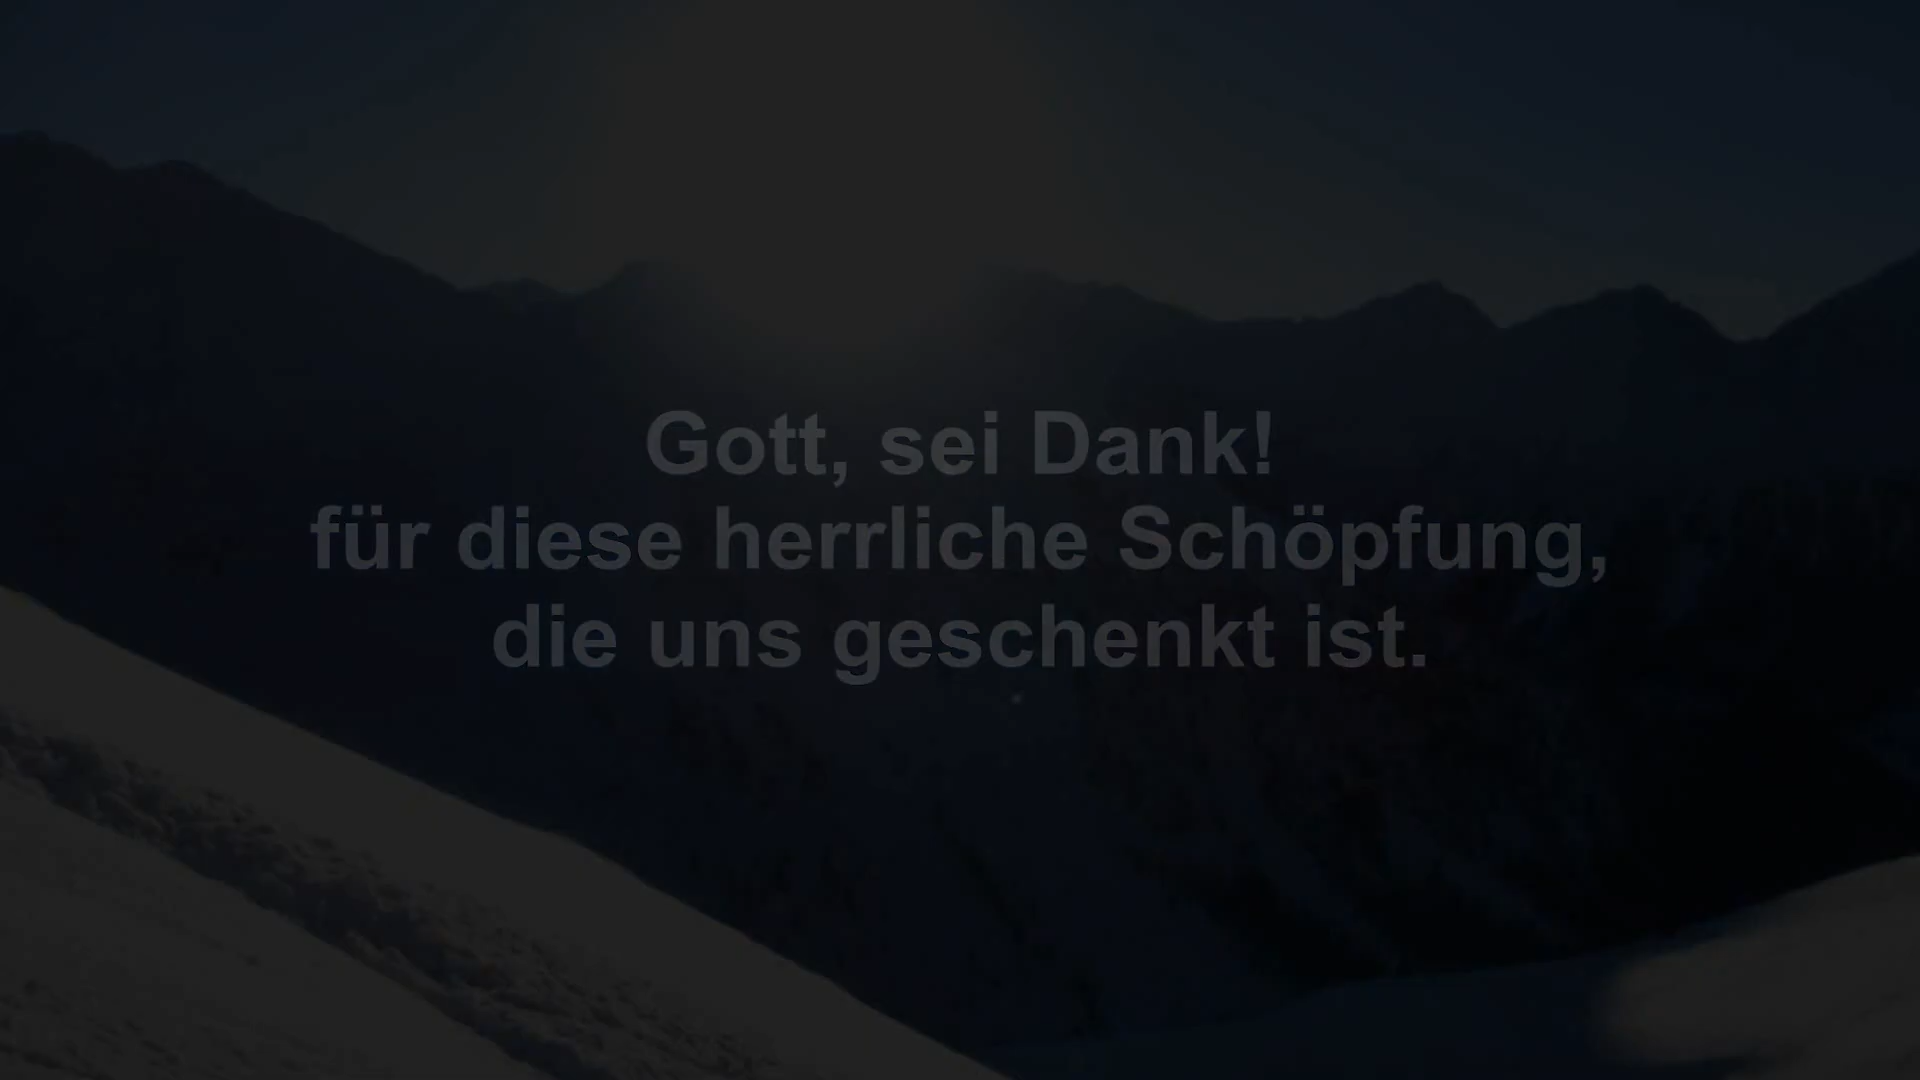 Gott, sei Dank!
für diese herrliche Schöpfung,
die uns geschenkt ist.